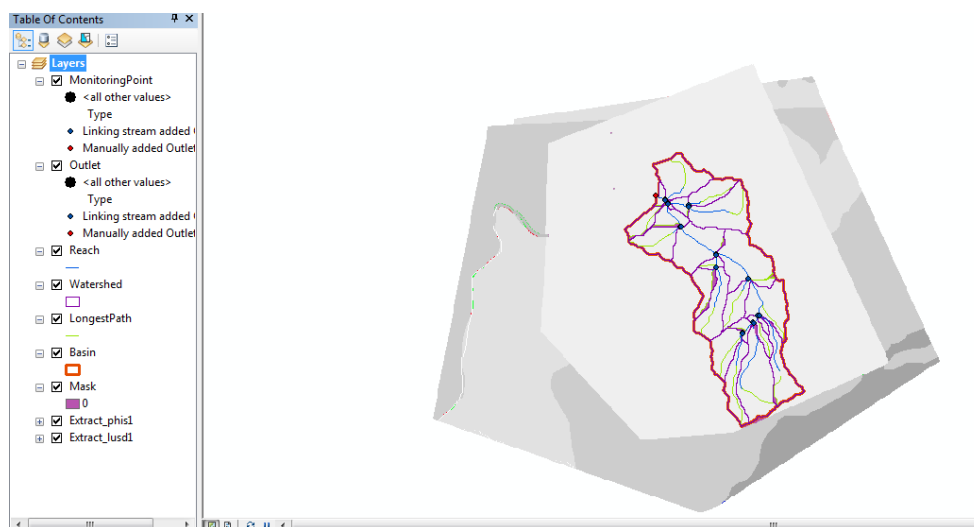 Table Of Contents
Layers
MonitoringPoint
<all other values>
Type
Linking stream added
Manually added Outlet
Outlet
<all other values>
Type
Linking stream added
Manually added Outlet
Reach
Watershed
LongestPath
Basin
Mask
0
Extract_phis1
Extract_lusd1